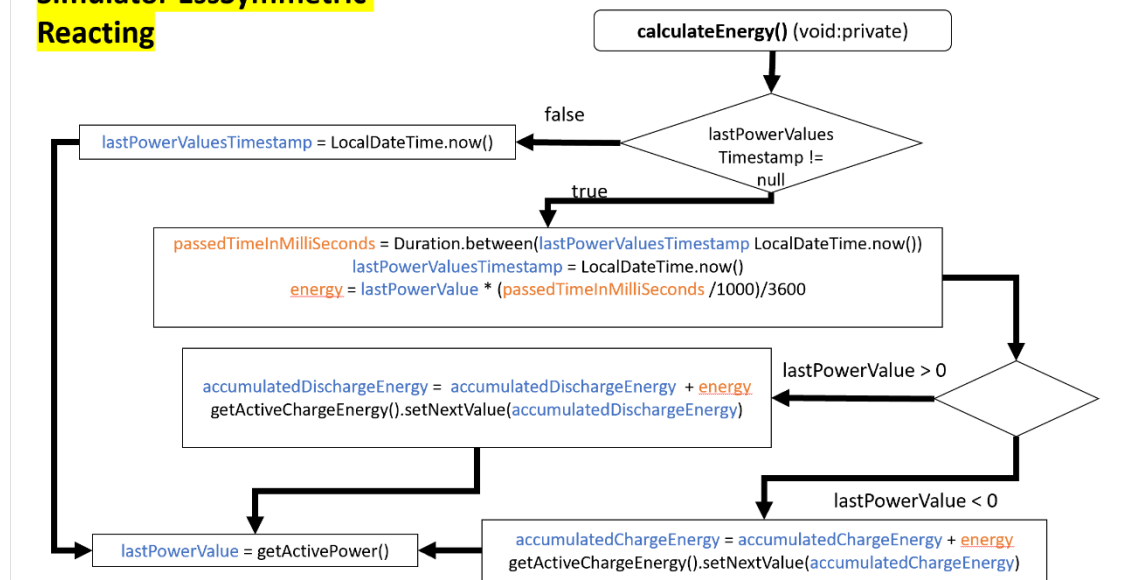 Simulator EssSymmetric
Reacting
calculateEnergy() (void:private)
false
lastPowerValuesTimestamp = LocalDateTime.now()
lastPowerValues
Timestamp !=
null
true
passedTimeInMilliSeconds = Duration.between(lastPowerValuesTimestamp LocalDateTime.now())
lastPowerValuesTimestamp = LocalDateTime.now()
energy = lastPowerValue * (passedTimeInMilliSeconds /1000)/3600
lastPowerValue > 0
accumulatedDischargeEnergy = accumulatedDischargeEnergy + energy
getActiveChargeEnergy().setNextValue(accumulatedDischargeEnergy)
lastPowerValue < 0
accumulatedChargeEnergy = accumulatedChargeEnergy + energy
getActiveChargeEnergy().setNextValue(accumulatedChargeEnergy)
lastPowerValue = getActivePower()